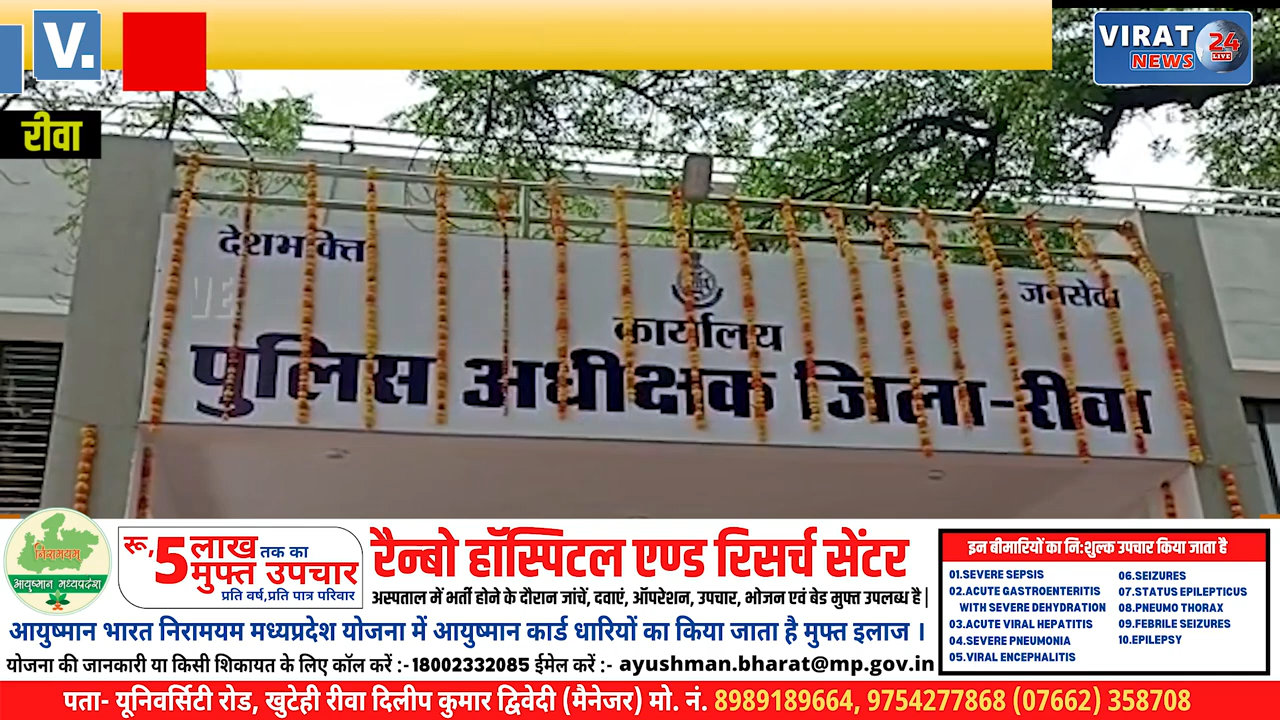 V.
VIRAT
NEWS
24
LIVE
रीवा
देशभक्ति
जनसेवा
कार्यालय
पुलिस अधीक्षक जिला-रीवा
निरामयम्
आयुष्मान मध्यप्रदेश
रू,5 लाख तक का
मुफ्त उपचार
प्रति वर्ष,प्रति पात्र परिवार
रैन्बो हॉस्पिटल एण्ड रिसर्च सेंटर
अस्पताल में भर्ती होने के दौरान जांचें, दवाएं, ऑपरेशन, उपचार, भोजन एवं बेड मुफ्त उपलब्ध है|
आयुष्मान भारत निरामयम मध्यप्रदेश योजना में आयुष्मान कार्ड धारियों का किया जाता है मुफ्त इलाज ।
योजना की जानकारी या किसी शिकायत के लिए कॉल करें :- 18002332085 ईमेल करें :- ayushman.bharat@mp.gov.in
इन बीमारियों का नि:शुल्क उपचार किया जाता है
01.SEVERE SEPSIS
02.ACUTE GASTROENTERITIS
WITH SEVERE DEHYDRATION
03.ACUTE VIRAL HEPATITIS
04.SEVERE PNEUMONIA
05.VIRAL ENCEPHALITIS
06.SEIZURES
07.STATUS EPILEPTICUS
08.PNEUMO THORAX
09.FEBRILE SEIZURES
10.EPILEPSY
पता- यूनिवर्सिटी रोड, खुटेही रीवा दिलीप कुमार द्विवेदी (मैनेजर) मो. नं. 8989189664, 9754277868 (07662) 358708